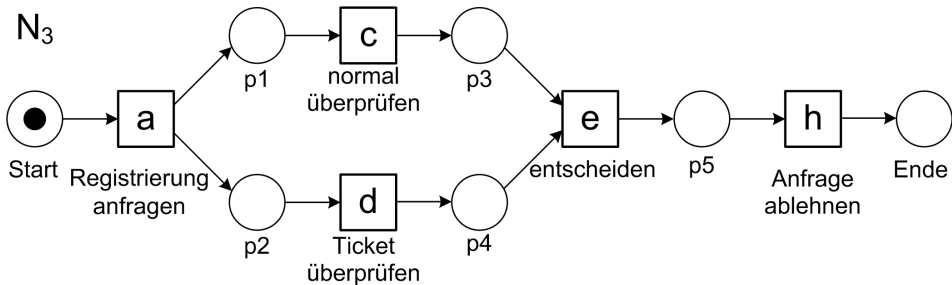 N3
p1
c
normal
überprüfen
p3
Start
a
Registrierung
anfragen
p2
d
Ticket
überprüfen
p4
e
entscheiden
p5
h
Anfrage
ablehnen
Ende